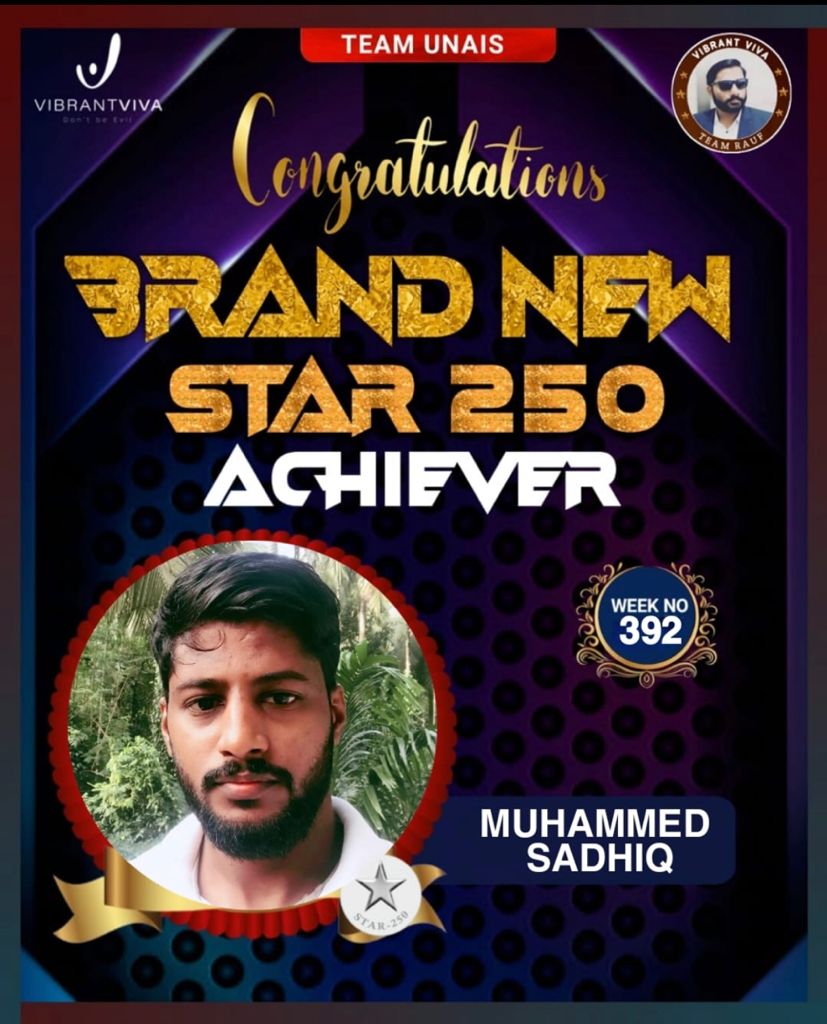 TEAM UNAIS
VIBRANTVIVA
Don't be Evil
VIBRANT VIVA
TEAM RAUF
Congratulations
BRAND NEW
STAR 250
ACHIEVER
WEEK NO
392
MUHAMMED
SADHIQ
STAR-250